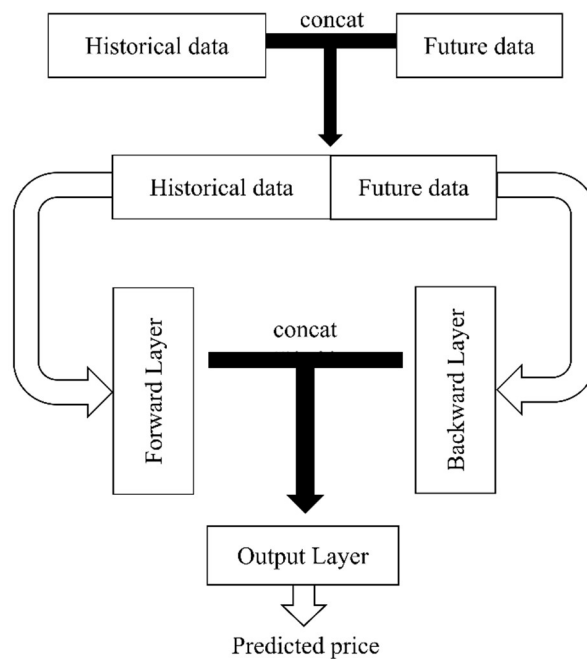 concat
Historical data
Future data
Historical data
Future data
Forward Layer
concat
Backward Layer
Output Layer
Predicted price